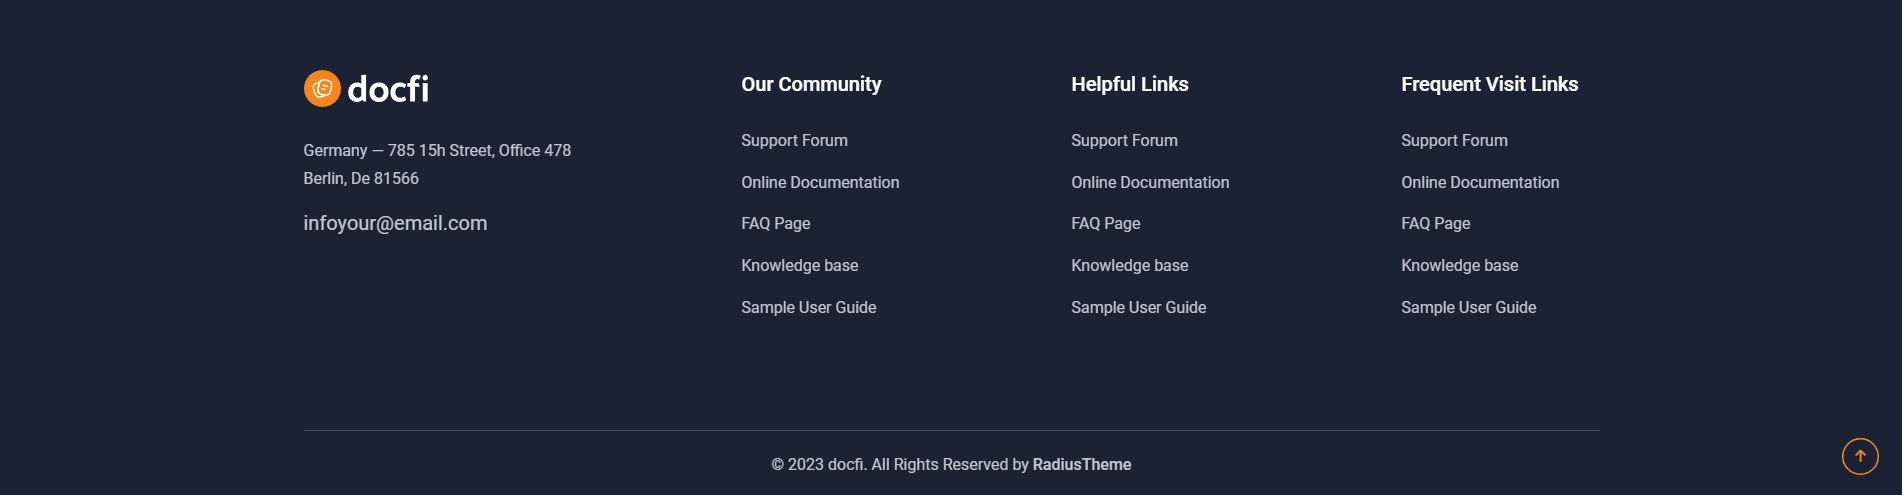 docfi
Germany — 785 15h Street, Office 478
Berlin, De 81566
infoyour@email.com
Our Community
Support Forum
Online Documentation
FAQ Page
Knowledge base
Sample User Guide
Helpful Links
Support Forum
Online Documentation
FAQ Page
Knowledge base
Sample User Guide
Frequent Visit Links
Support Forum
Online Documentation
FAQ Page
Knowledge base
Sample User Guide
© 2023 docfi. All Rights Reserved by RadiusTheme